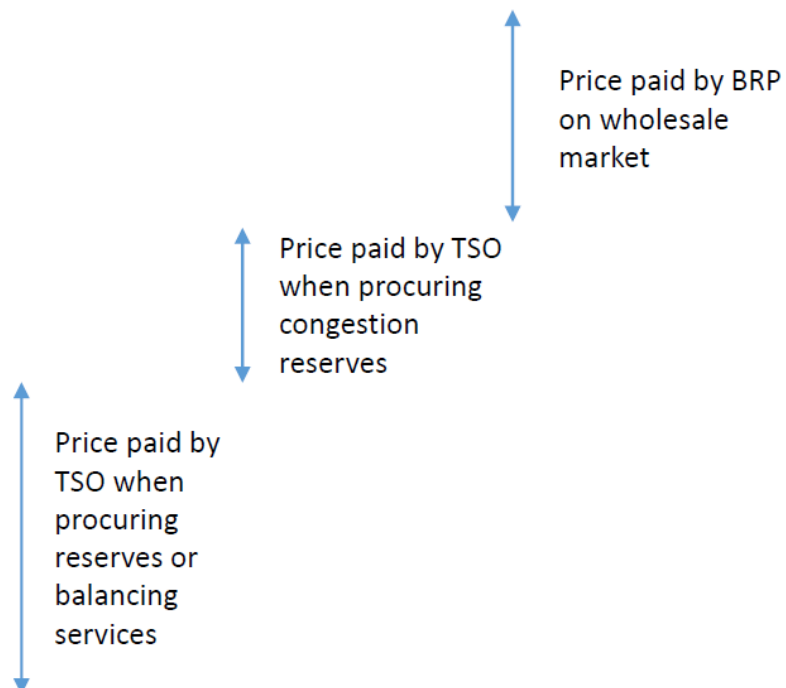 Price paid by BRP
on wholesale
market
Price paid by TSO
when procuring
congestion
reserves
Price paid by
TSO when
procuring
reserves or
balancing
services